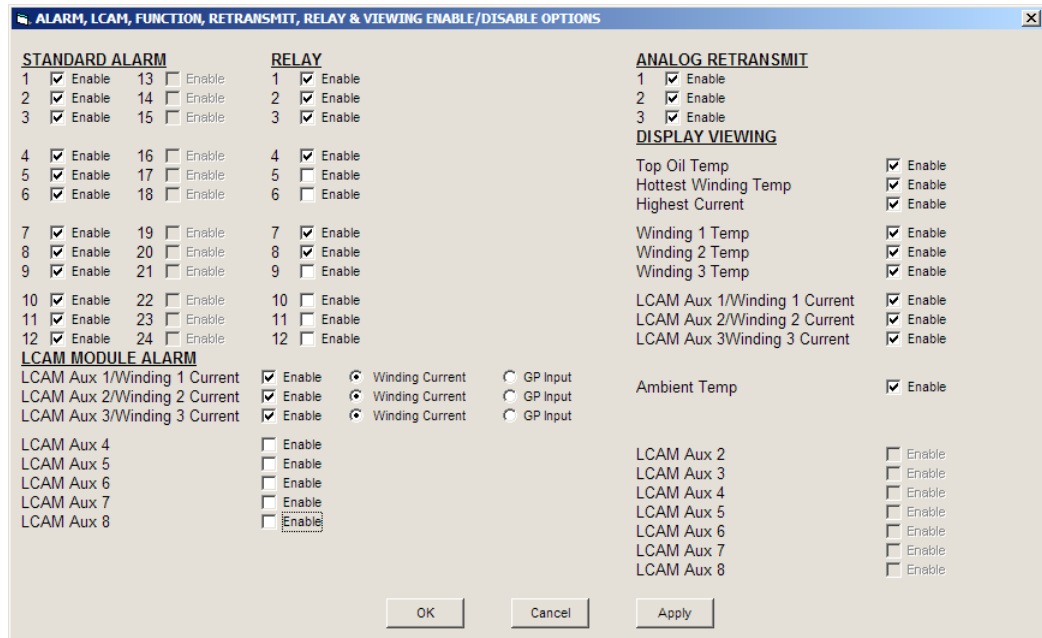 ALARM, LCAM, FUNCTION, RETRANSMIT, RELAY & VIEWING ENABLE/DISABLE OPTIONS
STANDARD ALARM
1 Enable 13 Enable
2 Enable 14 Enable
3 Enable 15 Enable
4 Enable 16 Enable
5 Enable 17 Enable
6 Enable 18 Enable
7 Enable 19 Enable
8 Enable 20 Enable
9 Enable 21 Enable
10 Enable 22 Enable
11 Enable 23 Enable
12 Enable 24 Enable
RELAY
1 Enable
2 Enable
3 Enable
4 Enable
5 Enable
6 Enable
7 Enable
8 Enable
9 Enable
10 Enable
11 Enable
12 Enable
LCAM MODULE ALARM
LCAM Aux 1/Winding 1 Current Enable Winding Current GP Input
LCAM Aux 2/Winding 2 Current Enable Winding Current GP Input
LCAM Aux 3/Winding 3 Current Enable Winding Current GP Input
LCAM Aux 4 Enable
LCAM Aux 5 Enable
LCAM Aux 6 Enable
LCAM Aux 7 Enable
LCAM Aux 8 Enable
ANALOG RETRANSMIT
1 Enable
2 Enable
3 Enable
DISPLAY VIEWING
Top Oil Temp Enable
Hottest Winding Temp Enable
Highest Current Enable
Winding 1 Temp Enable
Winding 2 Temp Enable
Winding 3 Temp Enable
LCAM Aux 1/Winding 1 Current Enable
LCAM Aux 2/Winding 2 Current Enable
LCAM Aux 3Winding 3 Current Enable
Ambient Temp Enable
LCAM Aux 2 Enable
LCAM Aux 3 Enable
LCAM Aux 4 Enable
LCAM Aux 5 Enable
LCAM Aux 6 Enable
LCAM Aux 7 Enable
LCAM Aux 8 Enable
OK Cancel Apply